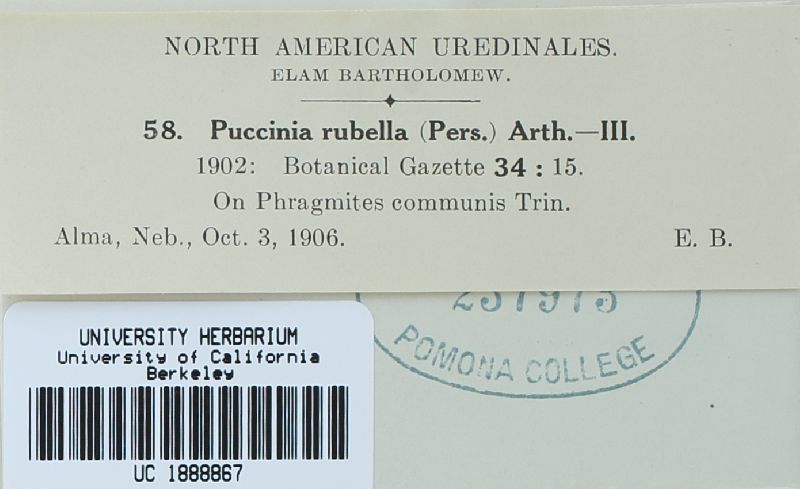 NORTH AMERICAN UREDINALES.
ELAM BARTHOLOMEW.
58. Puccinia rubella (Pers.) Arth.—III.
1902: Botanical Gazette 34 : 15.
On Phragmites communis Trin.
Alma, Neb., Oct. 3, 1906. E. B.
237973
POMONA COLLEGE
UNIVERSITY HERBARIUM
University of California
Berkeley
UC 1888867